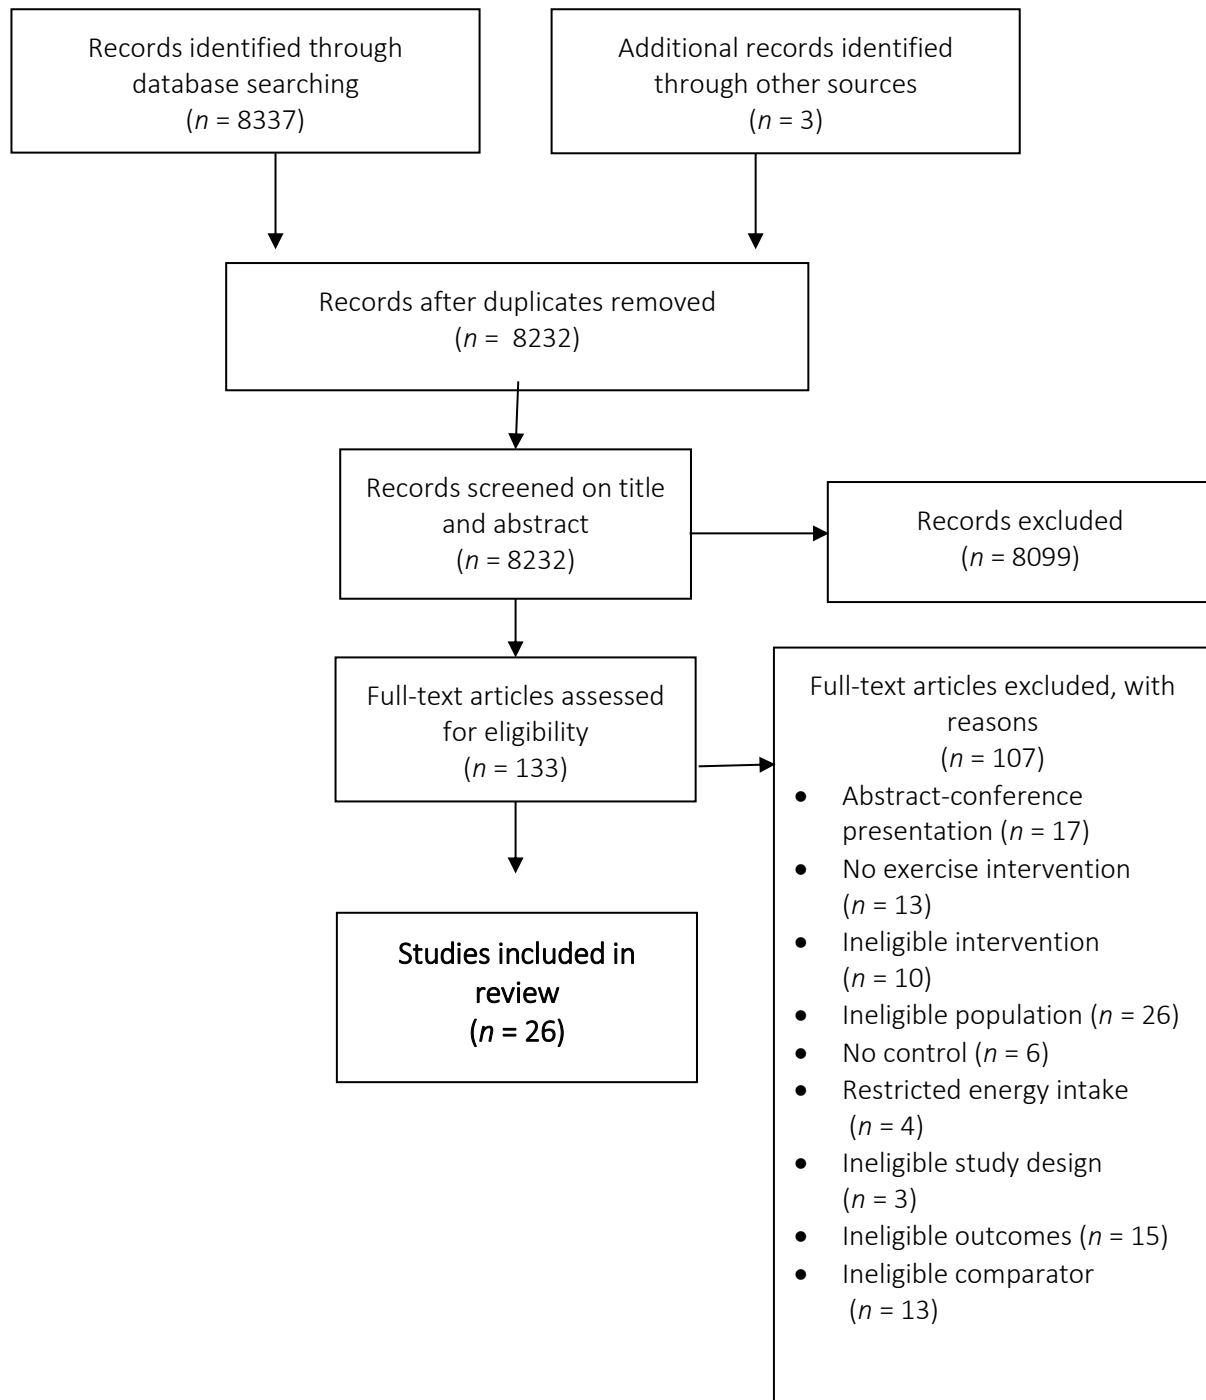 Records identified through
database searching
(n = 8337)
Additional records identified
through other sources
(n = 3)
Records after duplicates removed
(n =  8232)
Records screened on title
and abstract
(n = 8232)
Records excluded
(n = 8099)
Full-text articles assessed
for eligibility
(n = 133)
Full-text articles excluded, with
reasons
(n = 107)
• Abstract-conference
presentation (n = 17)
• No exercise intervention
(n = 13)
• Ineligible intervention
(n = 10)
• Ineligible population (n = 26)
• No control (n = 6)
• Restricted energy intake
(n = 4)
• Ineligible study design
(n = 3)
• Ineligible outcomes (n = 15)
• Ineligible comparator
(n = 13)
Studies included in
review
(n = 26)